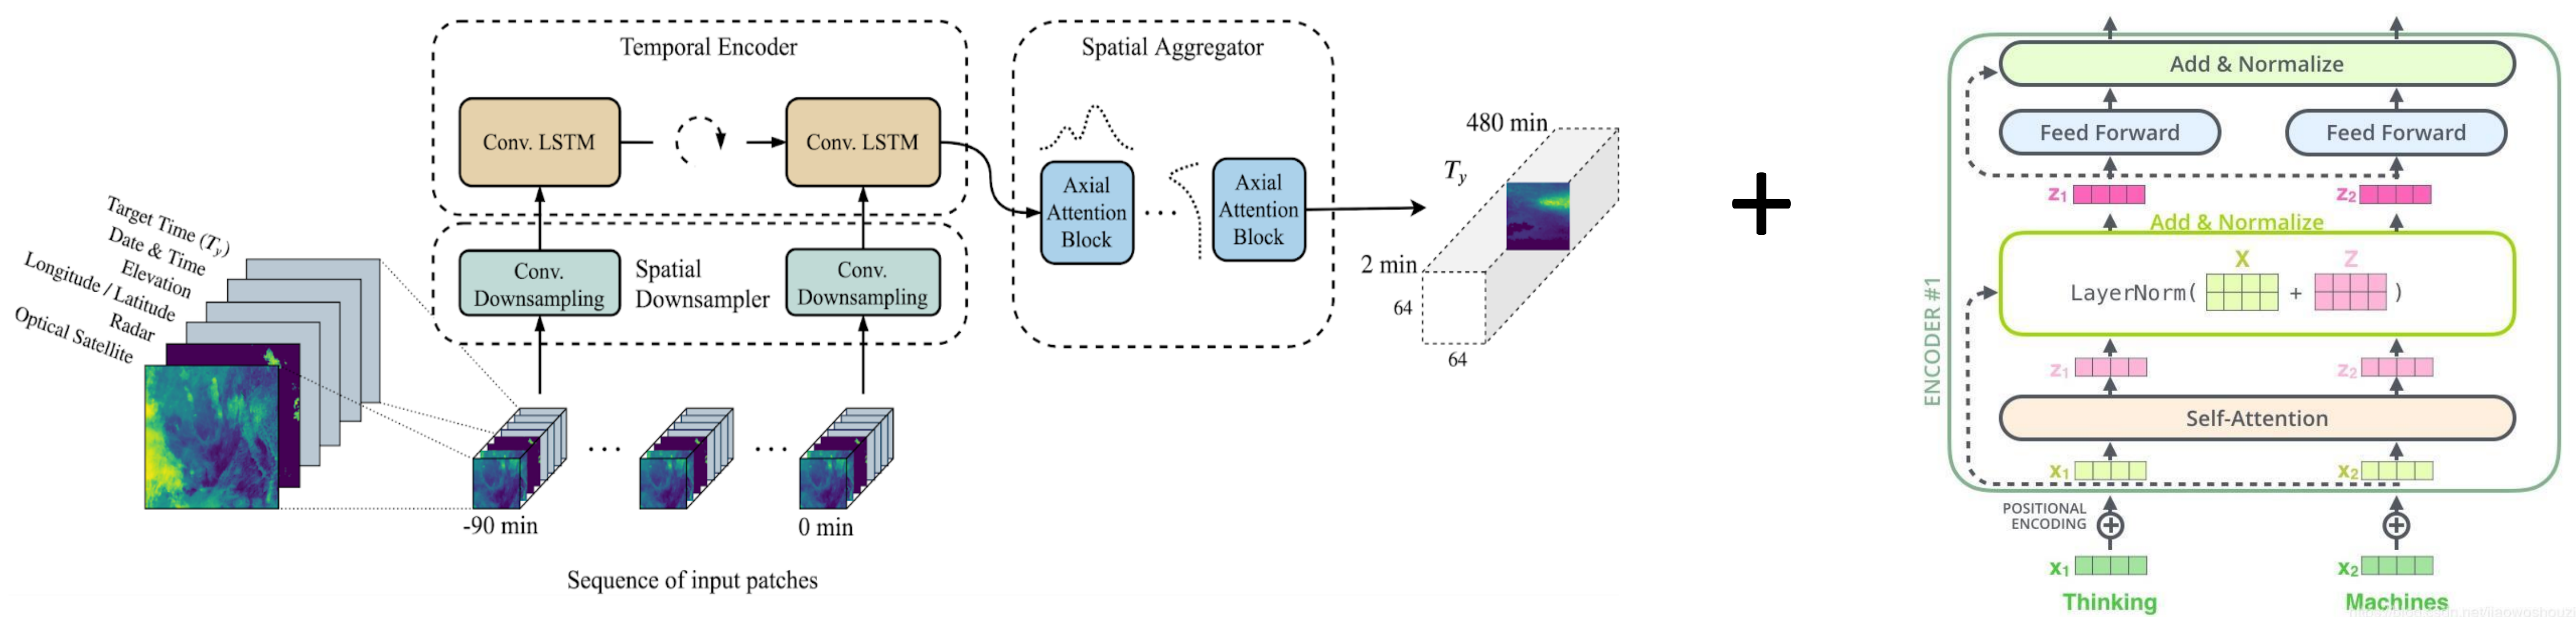 Temporal Encoder
Conv. LSTM
Conv. LSTM
Conv.
Downsampling
Spatial
Downsampler
Conv.
Downsampling
Target Time (Ty)
Date & Time
Elevation
Longitude / Latitude
Radar
Optical Satellite
-90 min
0 min
Sequence of input patches
Spatial Aggregator
Axial
Attention
Block
Axial
Attention
Block
480 min
Ty
2 min
64
64
+
ENCODER #1
Add & Normalize
Feed Forward
Feed Forward
z1
z2
Add & Normalize
X
Z
LayerNorm( + )
z1
z2
Self-Attention
x1
x2
POSITIONAL
ENCODING
x1
x2
Thinking
Machines